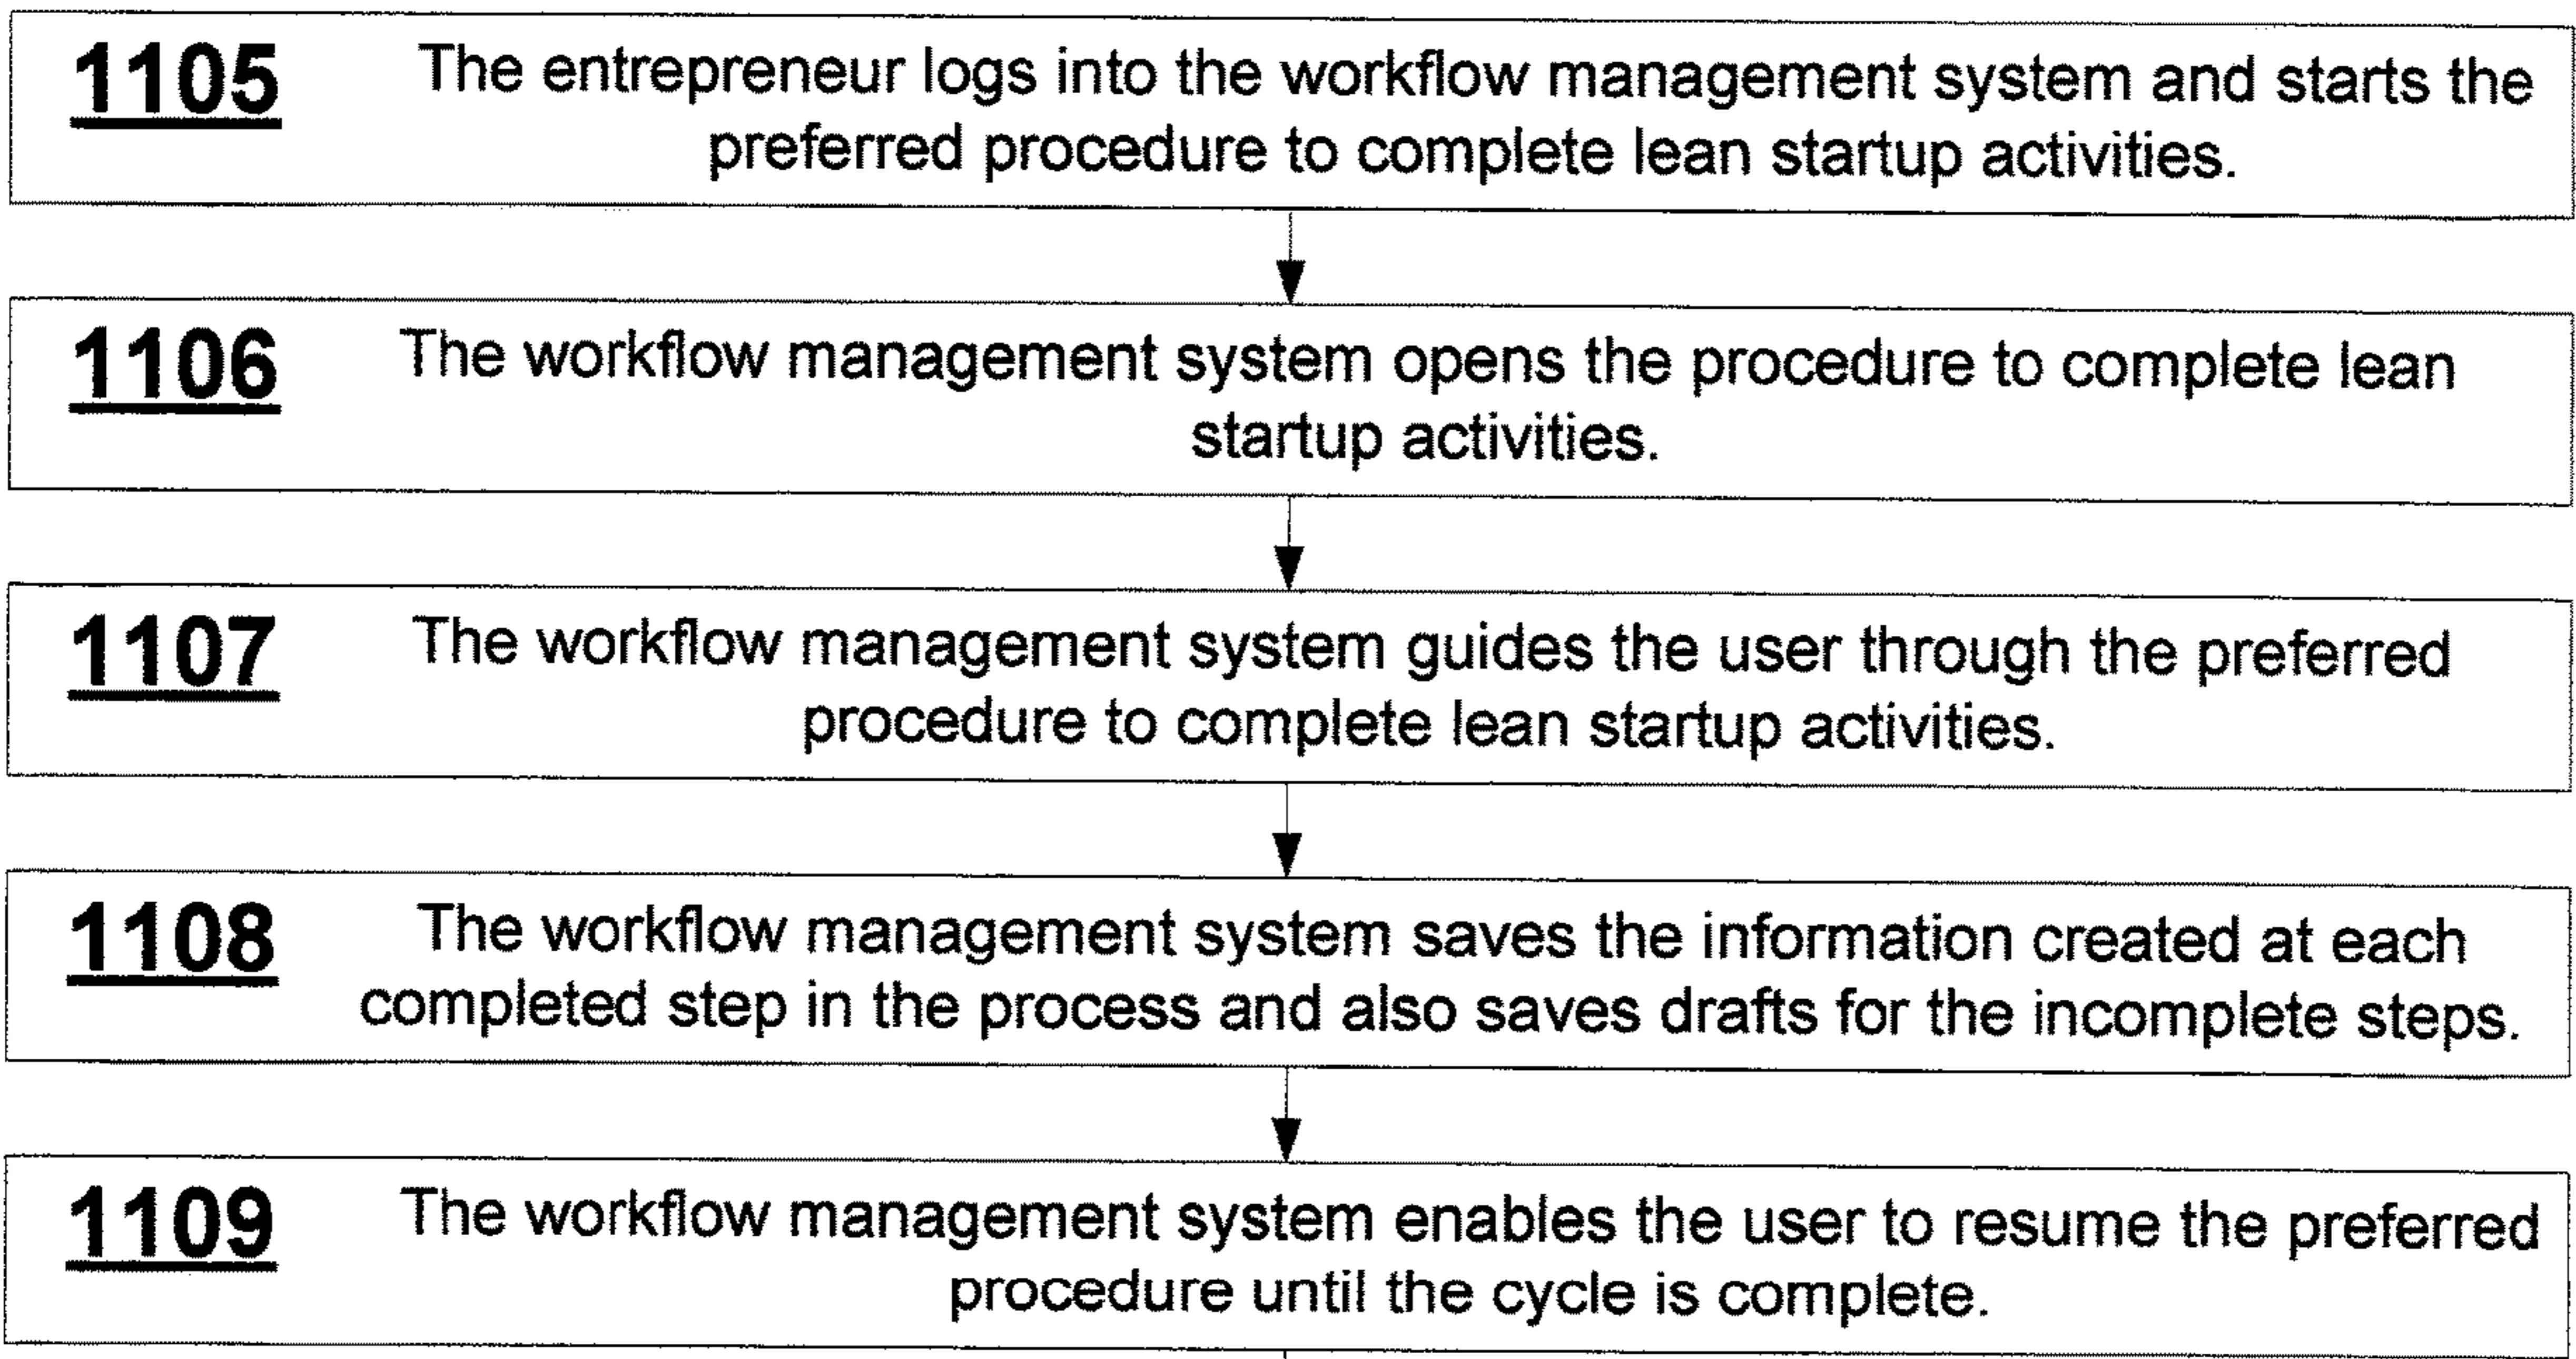 1105 The entrepreneur logs into the workflow management system and starts the
preferred procedure to complete lean startup activities.
1106 The workflow management system opens the procedure to complete lean
startup activities.
1107 The workflow management system guides the user through the preferred
procedure to complete lean startup activities.
1108 The workflow management system saves the information created at each
completed step in the process and also saves drafts for the incomplete steps.
1109 The workflow management system enables the user to resume the preferred
procedure until the cycle is complete.